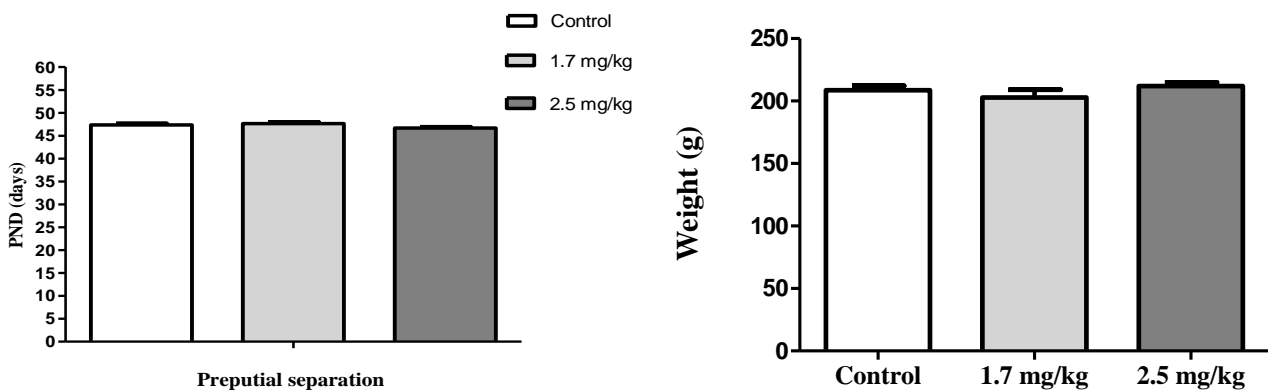 Control
1.7 mg/kg
2.5 mg/kg
60
55
50
45
40
35
30
25
20
15
10
5
0
PND (days)
Preputial separation
250
200
150
100
50
0
Weight (g)
Control 1.7 mg/kg 2.5 mg/kg